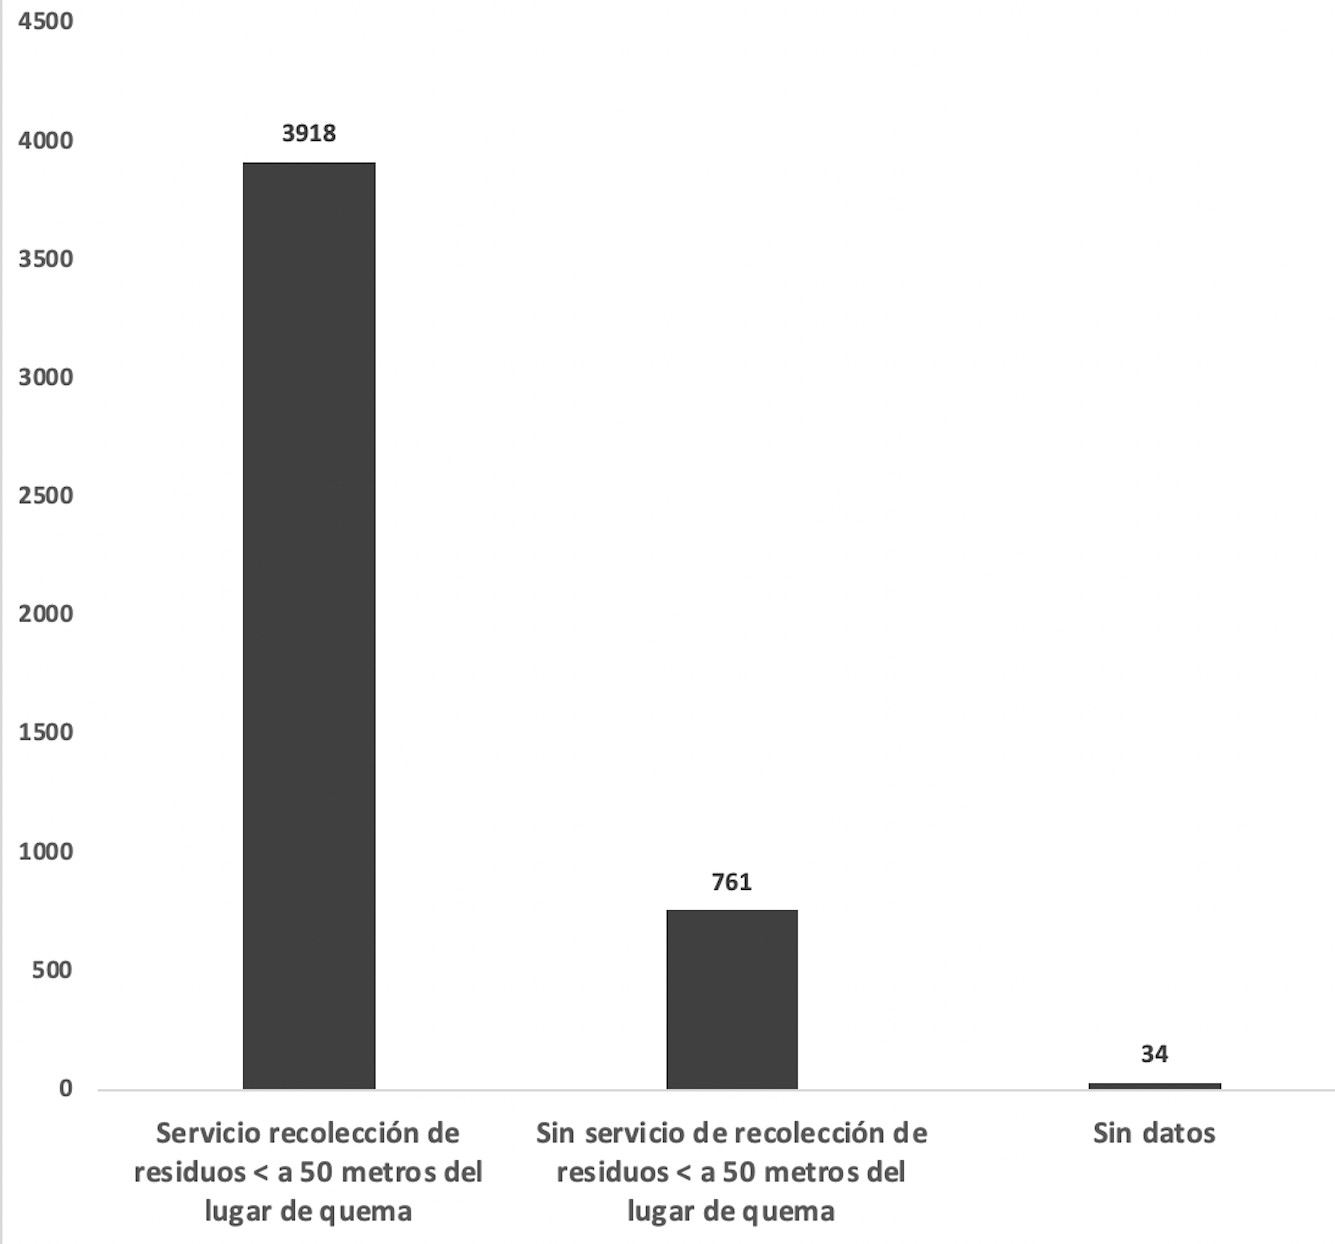 4500
4000
3500
3000
2500
2000
1500
1000
500
0
3918
761
34
Servicio recolección de
residuos < a 50 metros del
lugar de quema
Sin servicio de recolección de
residuos < a 50 metros del
lugar de quema
Sin datos